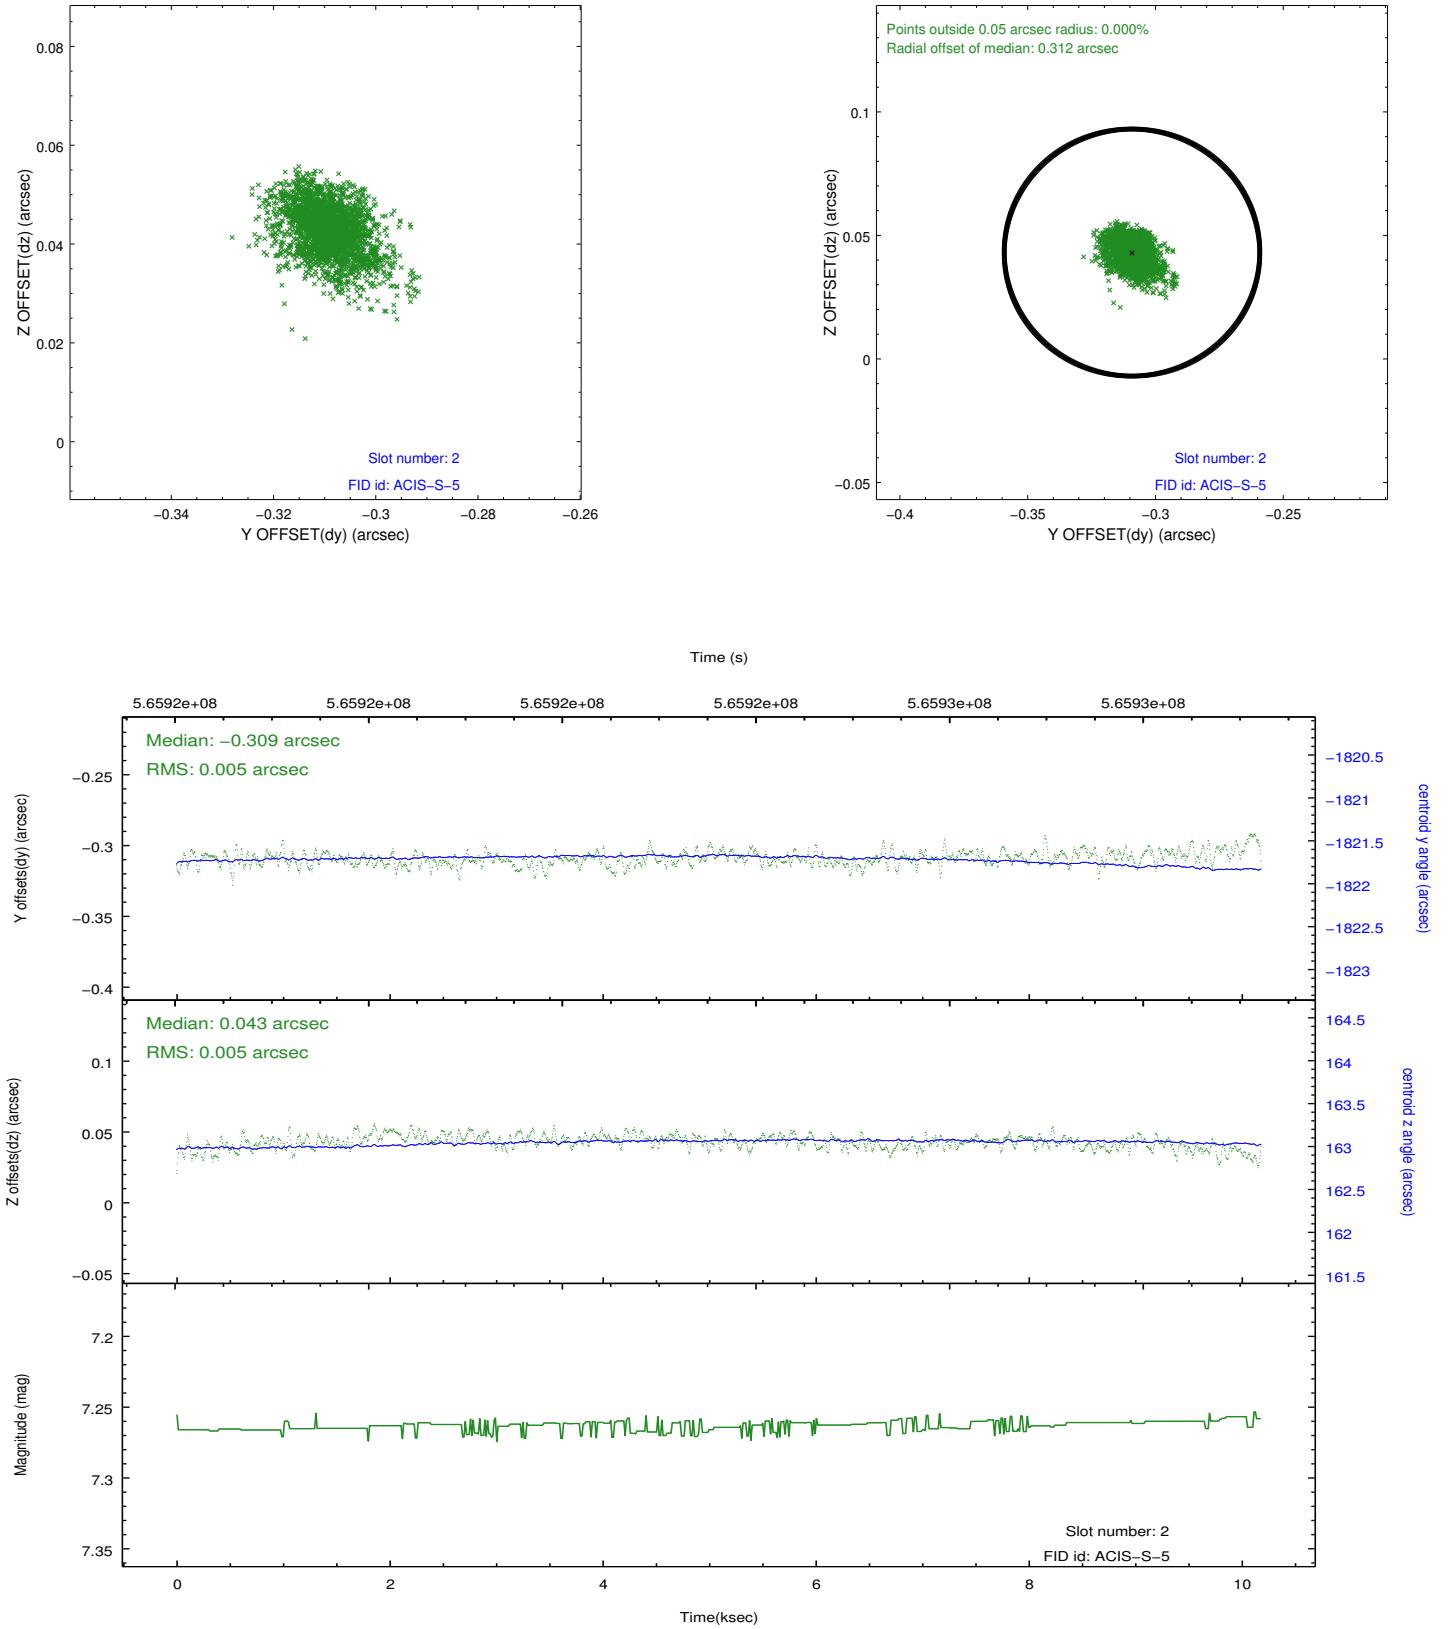 0.08
0.06
0.04
0.02
0
Z OFFSET(dz) (arcsec)
Slot number: 2
FID id: ACIS−S−5
−0.34
−0.32
−0.3
−0.28
−0.26
Y OFFSET(dy) (arcsec)
Points outside 0.05 arcsec radius: 0.000%
Radial offset of median: 0.312 arcsec
0.1
0.05
0
−0.05
Z OFFSET(dz) (arcsec)
Slot number: 2
FID id: ACIS−S−5
−0.4
−0.35
−0.3
−0.25
Y OFFSET(dy) (arcsec)
Time (s)
5.6592e+08
5.6592e+08
5.6592e+08
5.6592e+08
5.6593e+08
5.6593e+08
Median: −0.309 arcsec
RMS: 0.005 arcsec
−0.25
−0.3
−0.35
−0.4
Y offsets(dy) (arcsec)
−1820.5
−1821
−1821.5
−1822
−1822.5
−1823
centroid y angle (arcsec)
Median: 0.043 arcsec
RMS: 0.005 arcsec
0.1
0.05
0
−0.05
Z offsets(dz) (arcsec)
164.5
164
163.5
163
162.5
162
161.5
centroid z angle (arcsec)
7.2
7.25
7.3
7.35
Magnitude (mag)
Slot number: 2
FID id: ACIS−S−5
0
2
4
6
8
10
Time(ksec)